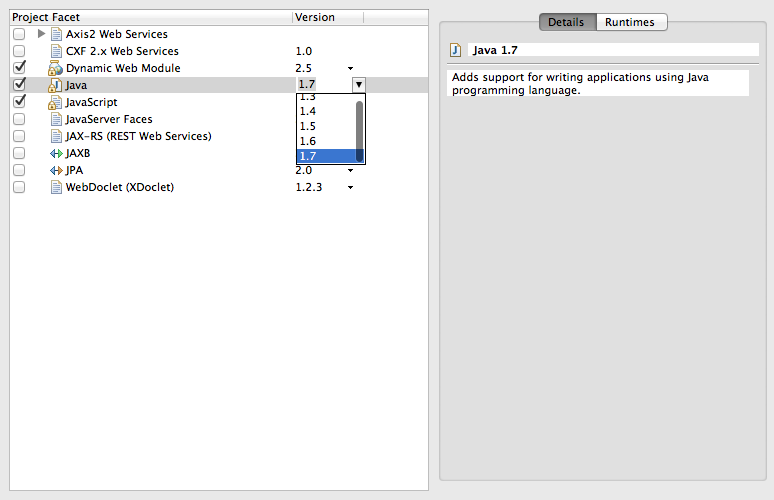 Project Facet Version
Axis2 Web Services
CXF 2.x Web Services 1.0
Dynamic Web Module 2.5
Java 1.7
1.3
JavaScript
1.4
JavaServer Faces
1.5
JAX-RS (REST Web Services)
1.6
JAXB
1.7
JPA 2.0
WebDoclet (XDoclet) 1.2.3
Details Runtimes
J Java 1.7
Adds support for writing applications using Java
programming language.